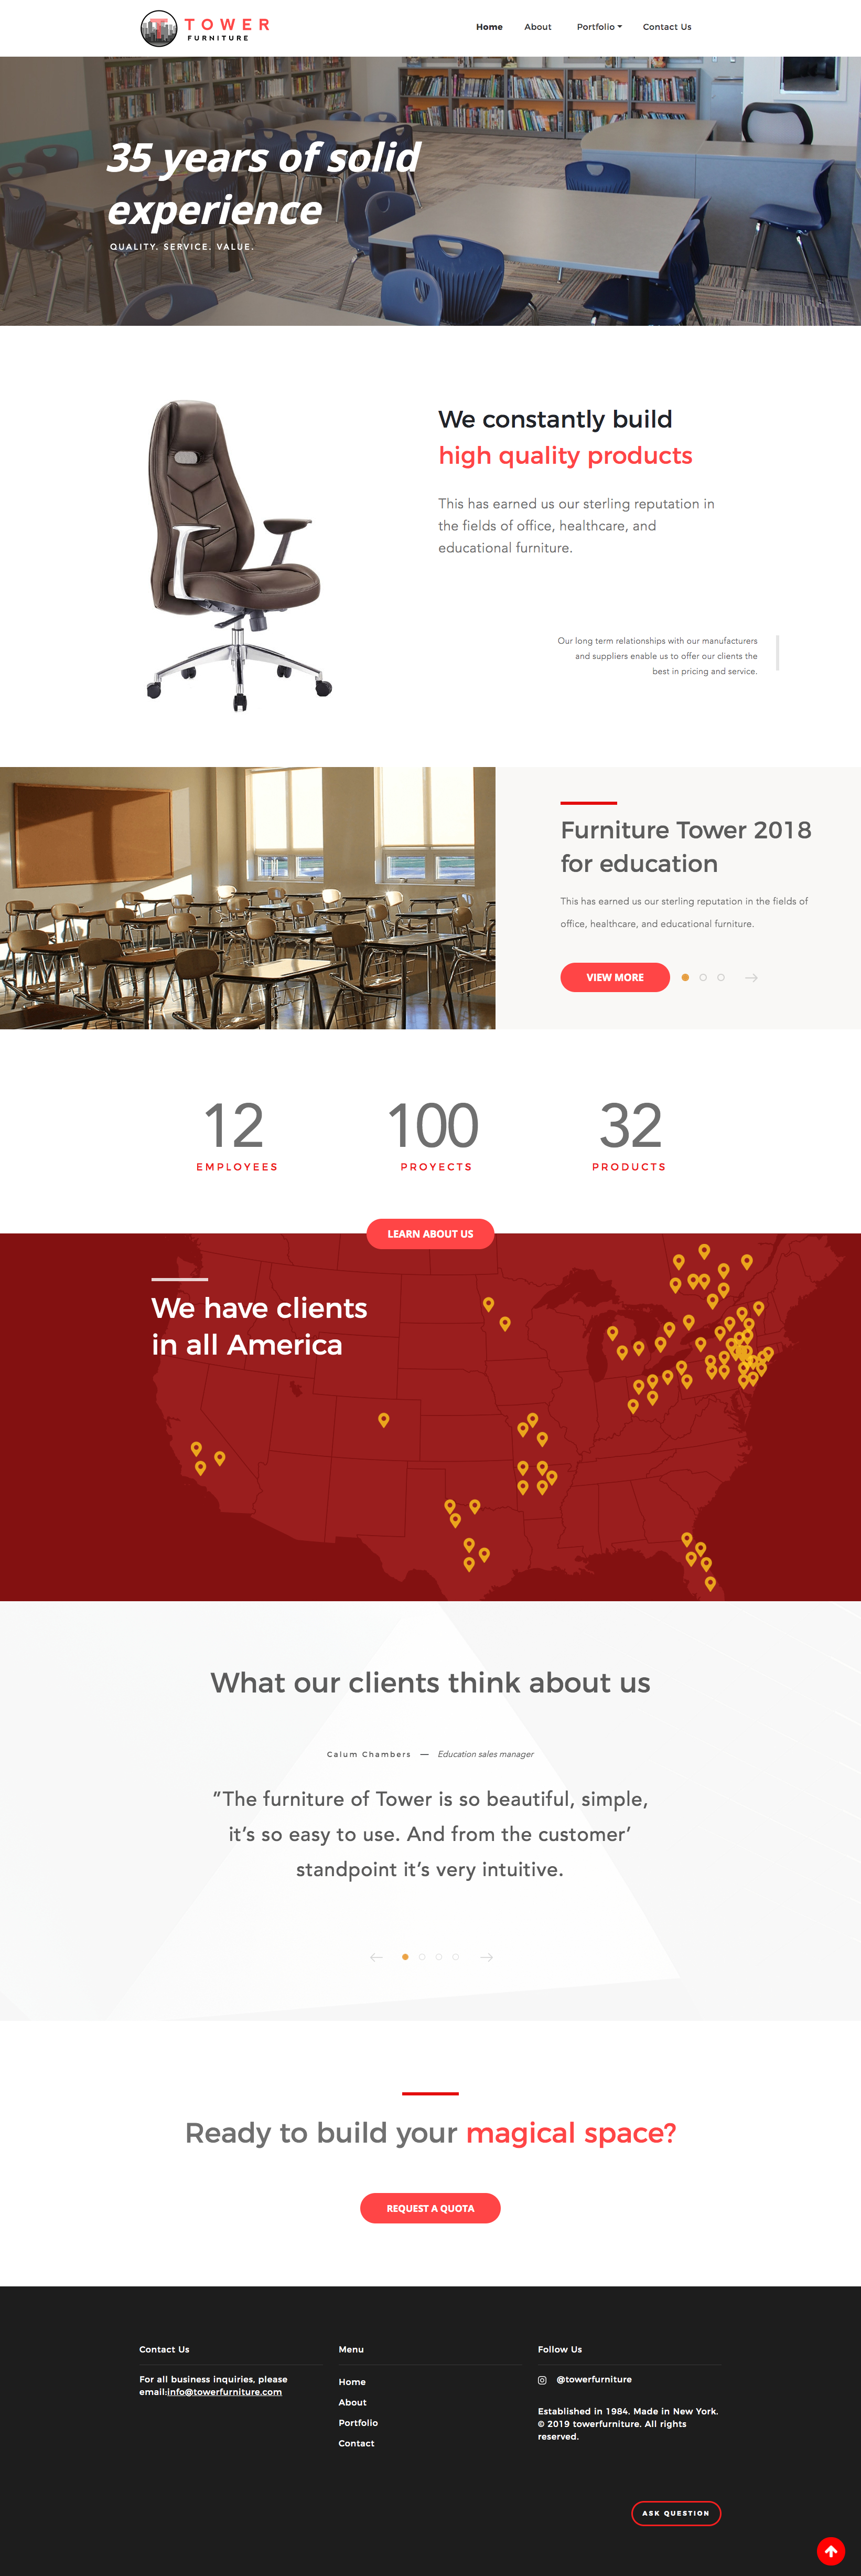 TOWER
FURNITURE
Home
About
Portfolio
Contact Us
35 years of solid
experience
QUALITY. SERVICE. VALUE.
We constantly build
high quality products
This has earned us our sterling reputation in
the fields of office, healthcare, and
educational furniture.
Our long term relationships with our manufacturers
and suppliers enable us to offer our clients the
best in pricing and service.
Furniture Tower 2018
for education
This has earned us our sterling reputation in the fields of
office, healthcare, and educational furniture.
VIEW MORE
12
EMPLOYEES
100
PROYECTS
32
PRODUCTS
LEARN ABOUT US
We have clients
in all America
What our clients think about us
Calum Chambers — Education sales manager
“The furniture of Tower is so beautiful, simple,
it’s so easy to use. And from the customer’
standpoint it’s very intuitive.
Ready to build your magical space?
REQUEST A QUOTA
Contact Us
For all business inquiries, please
email:info@towerfurniture.com
Menu
Home
About
Portfolio
Contact
Follow Us
@towerfurniture
Established in 1984. Made in New York.
© 2019 towerfurniture. All rights
reserved.
ASK QUESTION